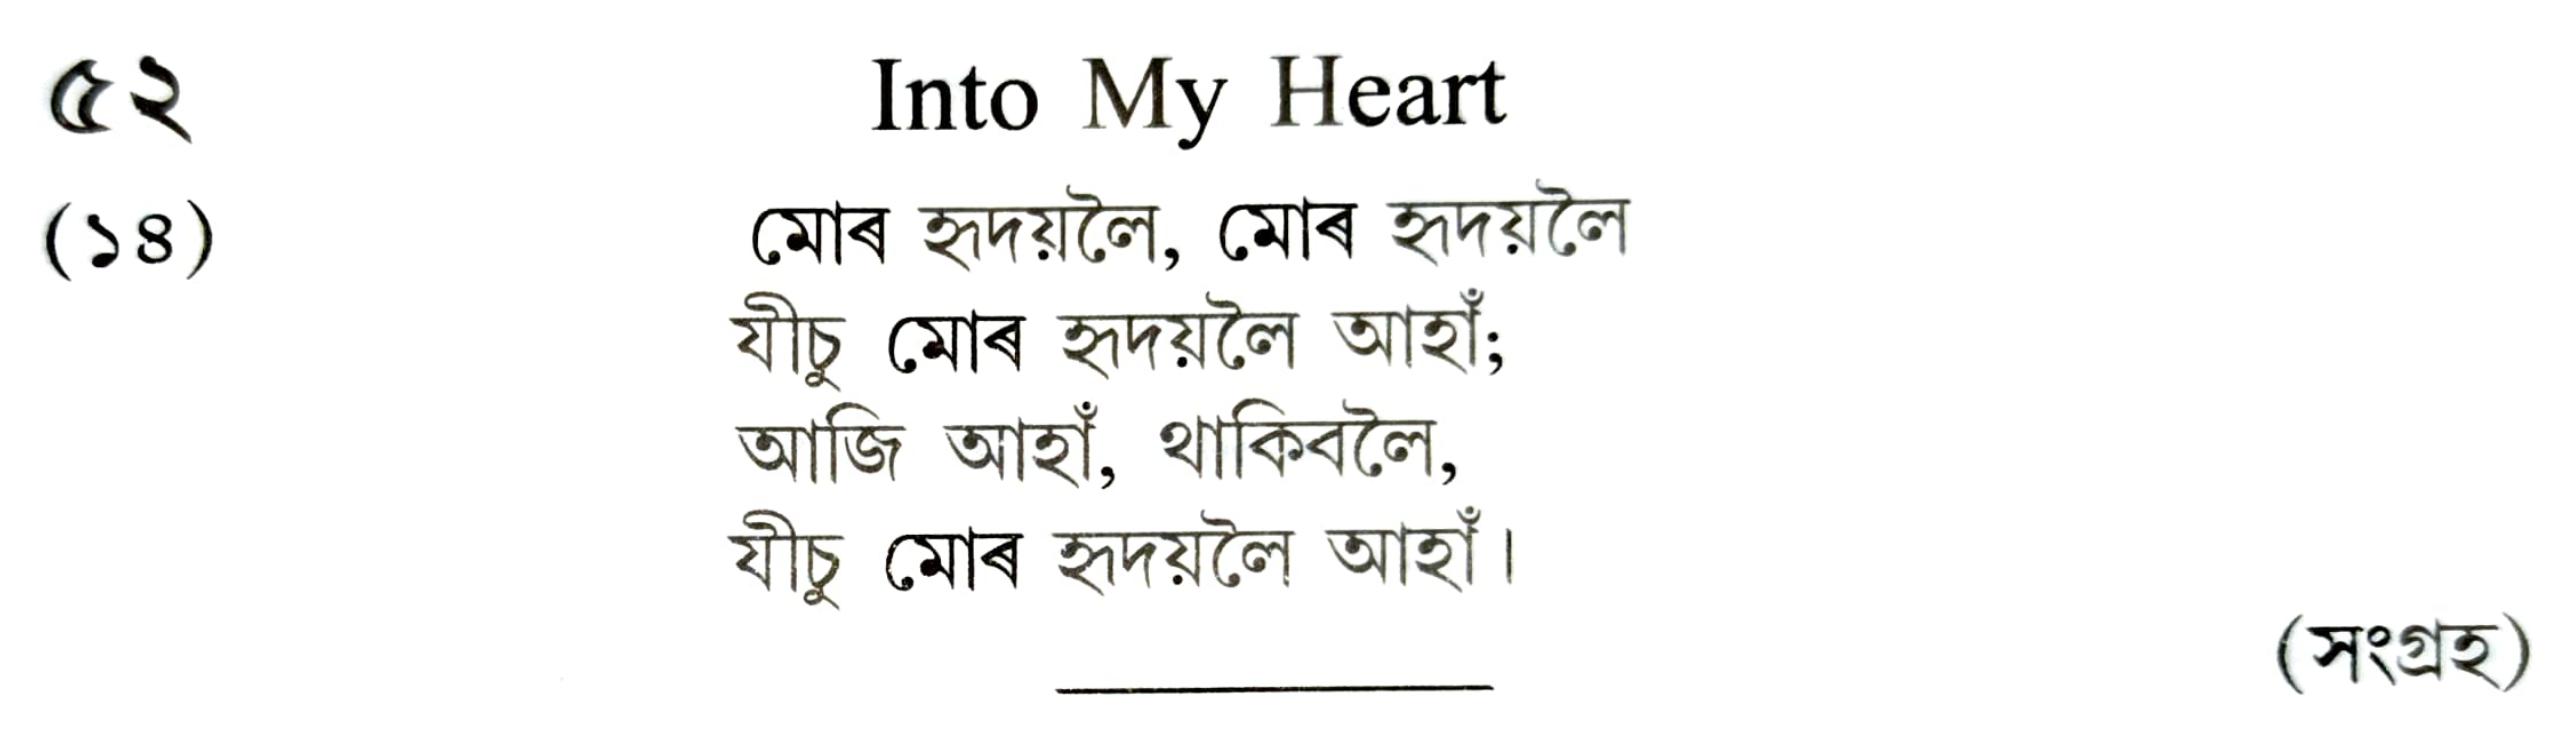 ৫২ Into My Heart
(১৪) মোৰ হৃদয়লৈ, মোৰ হৃদয়লৈ
যীচু মোৰ হৃদয়লৈ আহাঁ;
আজি আহাঁ, থাকিবলৈ,
যীচু মোৰ হৃদয়লৈ আহাঁ।
(সংগ্ৰহ)